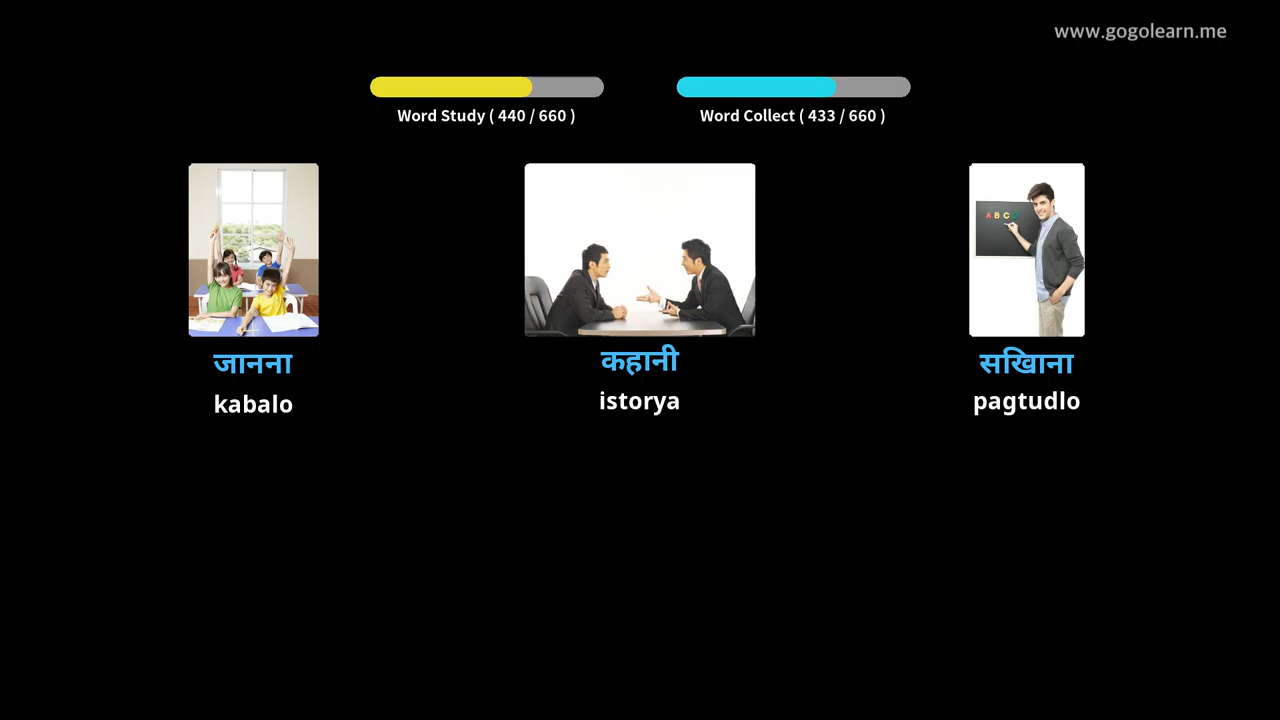 www.gogolearn.me
Word Study ( 440 / 660 )
Word Collect ( 433 / 660 )
A B C
जानना
कहानी
सखिाना
kabalo
istorya
pagtudlo